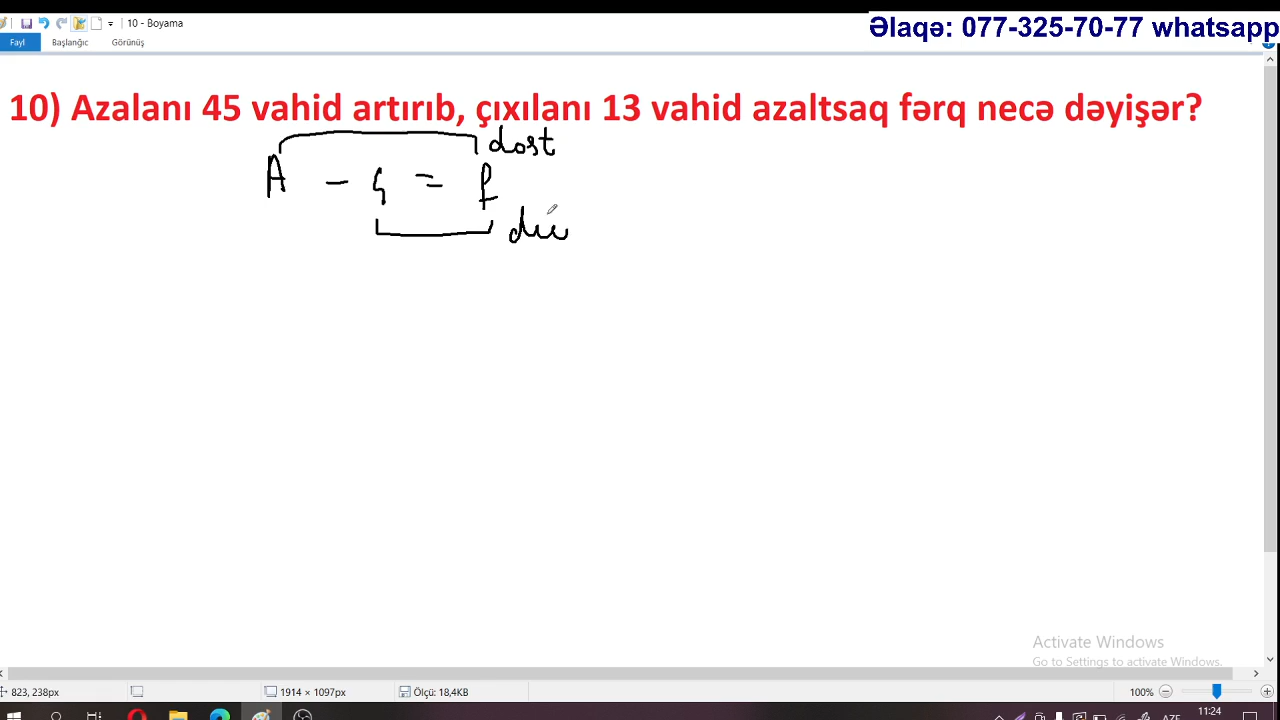 10 - Boyama
Əlaqə: 077-325-70-77 whatsapp
Fayl Başlanğıc Görünüş
10) Azalanı 45 vahid artırıb, çıxılanı 13 vahid azaltsaq fərq necə dəyişər?
dost
A - Ç = F
dü
Activate Windows
Go to Settings to activate Windows.
823, 238px 1914 × 1097px Ölçü: 18,4KB 100%
AZE 11:24